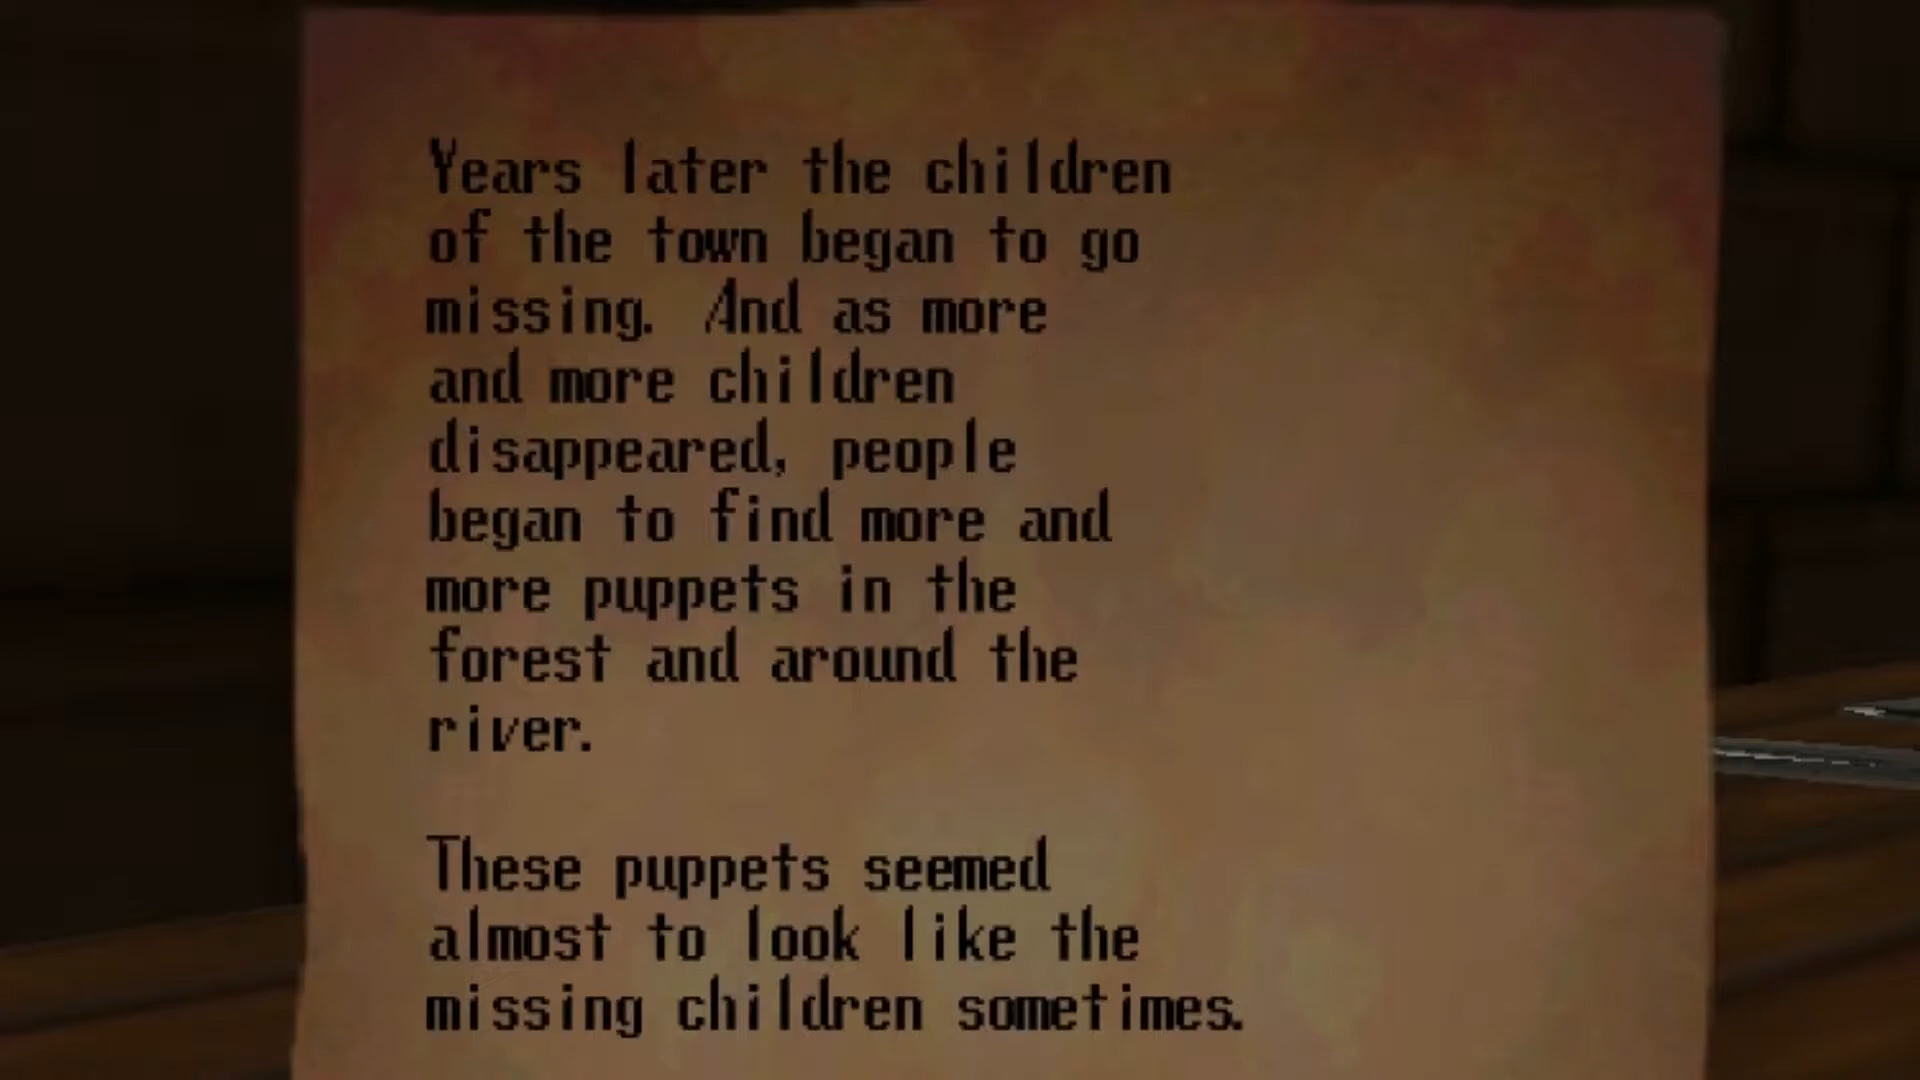 Years later the children
of the town began to go
missing.  And as more
and more children
disappeared, people
began to find more and
more puppets in the
forest and around the
river.

These puppets seemed
almost to look like the
missing children sometimes.